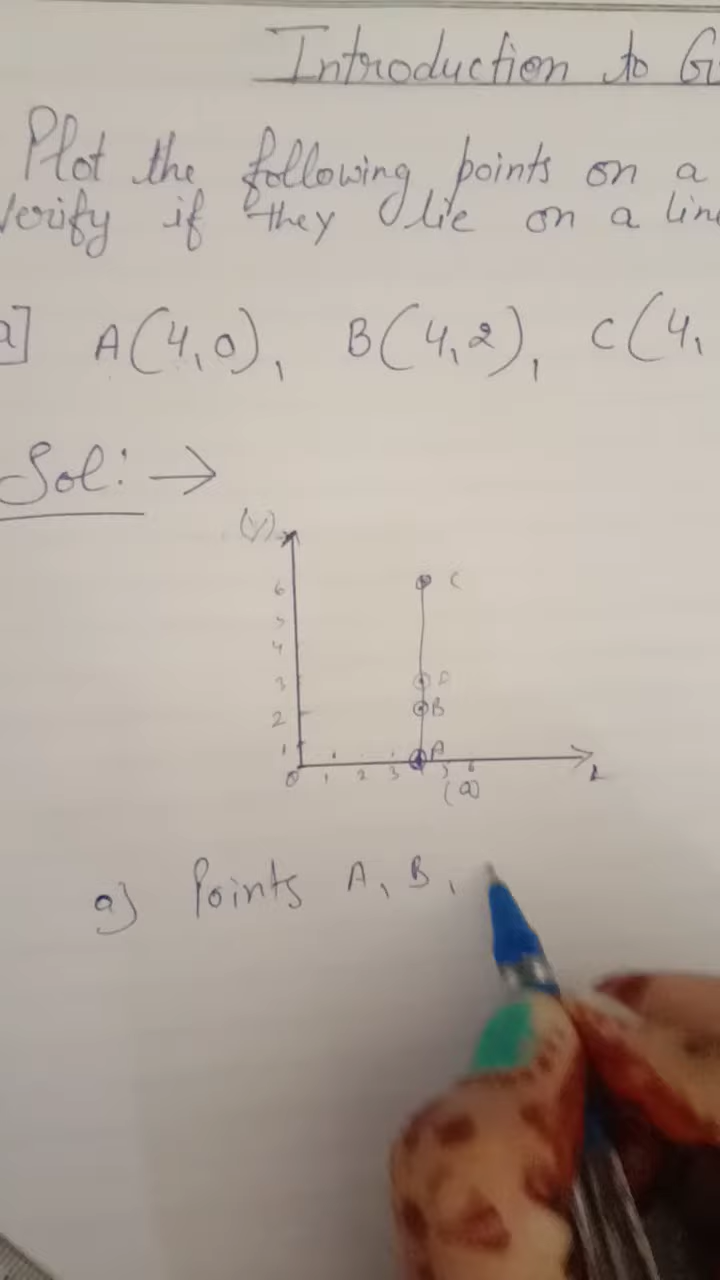 Introduction to G
Plot the following points on a
Verify if they lie on a line
a] A(4,0), B(4,2), C(4,
Sol: →
(y)
C
6
5
4
3
B
2
A
1
0 1 2 3 5 6
(a)
a) Points A, B,